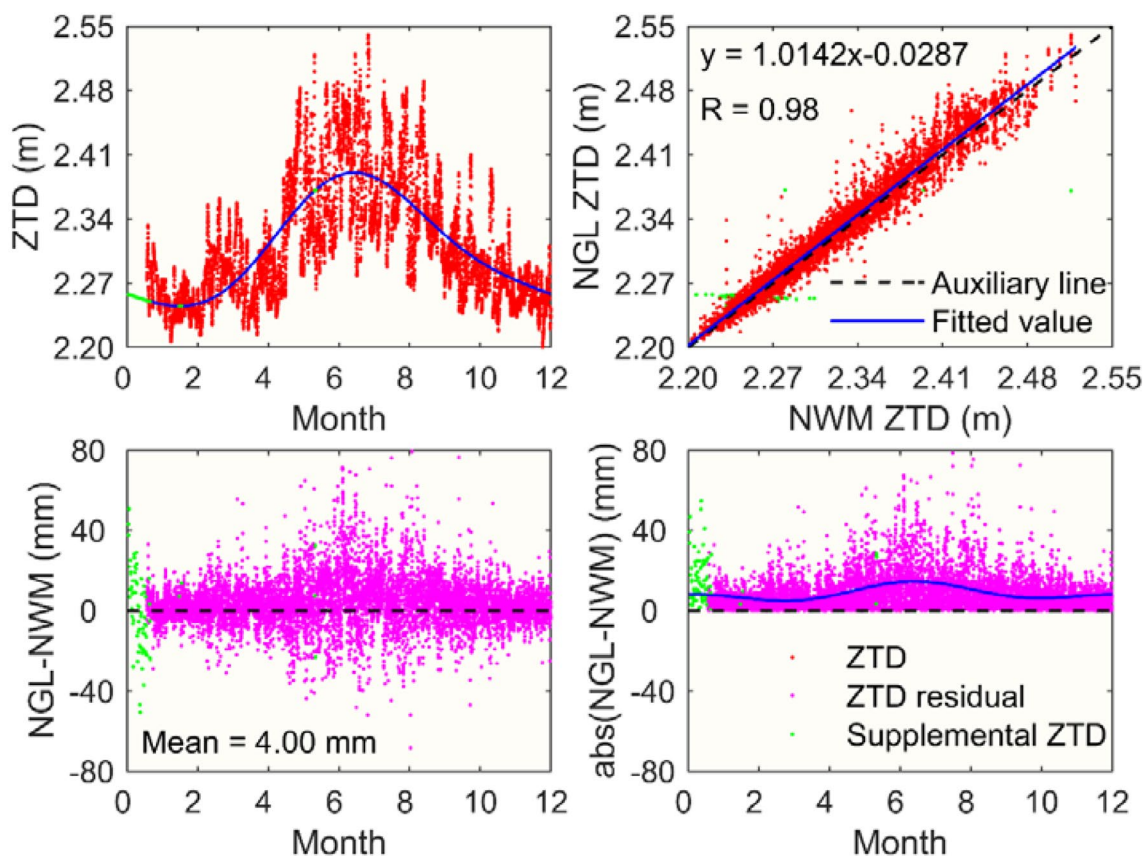 2.55
2.48
2.41
2.34
2.27
2.20
ZTD (m)
0 2 4 6 8 10 12
Month
2.55
2.48
2.41
2.34
2.27
2.20
NGL ZTD (m)
y = 1.0142x-0.0287
R = 0.98
Auxiliary line
Fitted value
2.20 2.27 2.34 2.41 2.48 2.55
NWM ZTD (m)
80
40
0
-40
-80
NGL-NWM (mm)
Mean = 4.00 mm
0 2 4 6 8 10 12
Month
80
40
0
-40
-80
abs(NGL-NWM) (mm)
ZTD
ZTD residual
Supplemental ZTD
0 2 4 6 8 10 12
Month